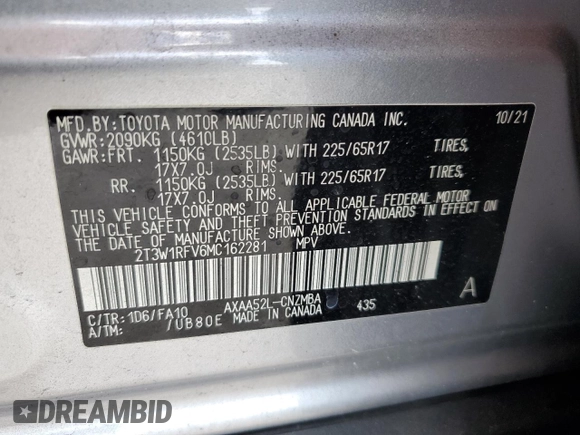 MFD.BY:TOYOTA MOTOR MANUFACTURING CANADA INC. 10/21
GVWR:2090KG (4610LB)
GAWR:FRT. 1150KG (2535LB) WITH 225/65R17 TIRES,
17X7.0J RIMS.
RR. 1150KG (2535LB) WITH 225/65R17 TIRES,
17X7.0J RIMS.
THIS VEHICLE CONFORMS TO ALL APPLICABLE FEDERAL MOTOR
VEHICLE SAFETY AND THEFT PREVENTION STANDARDS IN EFFECT ON
THE DATE OF MANUFACTURE SHOWN ABOVE.
2T3W1RFV6MC162281 MPV
C/TR:1D6/FA10 AXAA52L-CNZMBA 435 A
A/TM: /UB80E MADE IN CANADA
DREAMBID